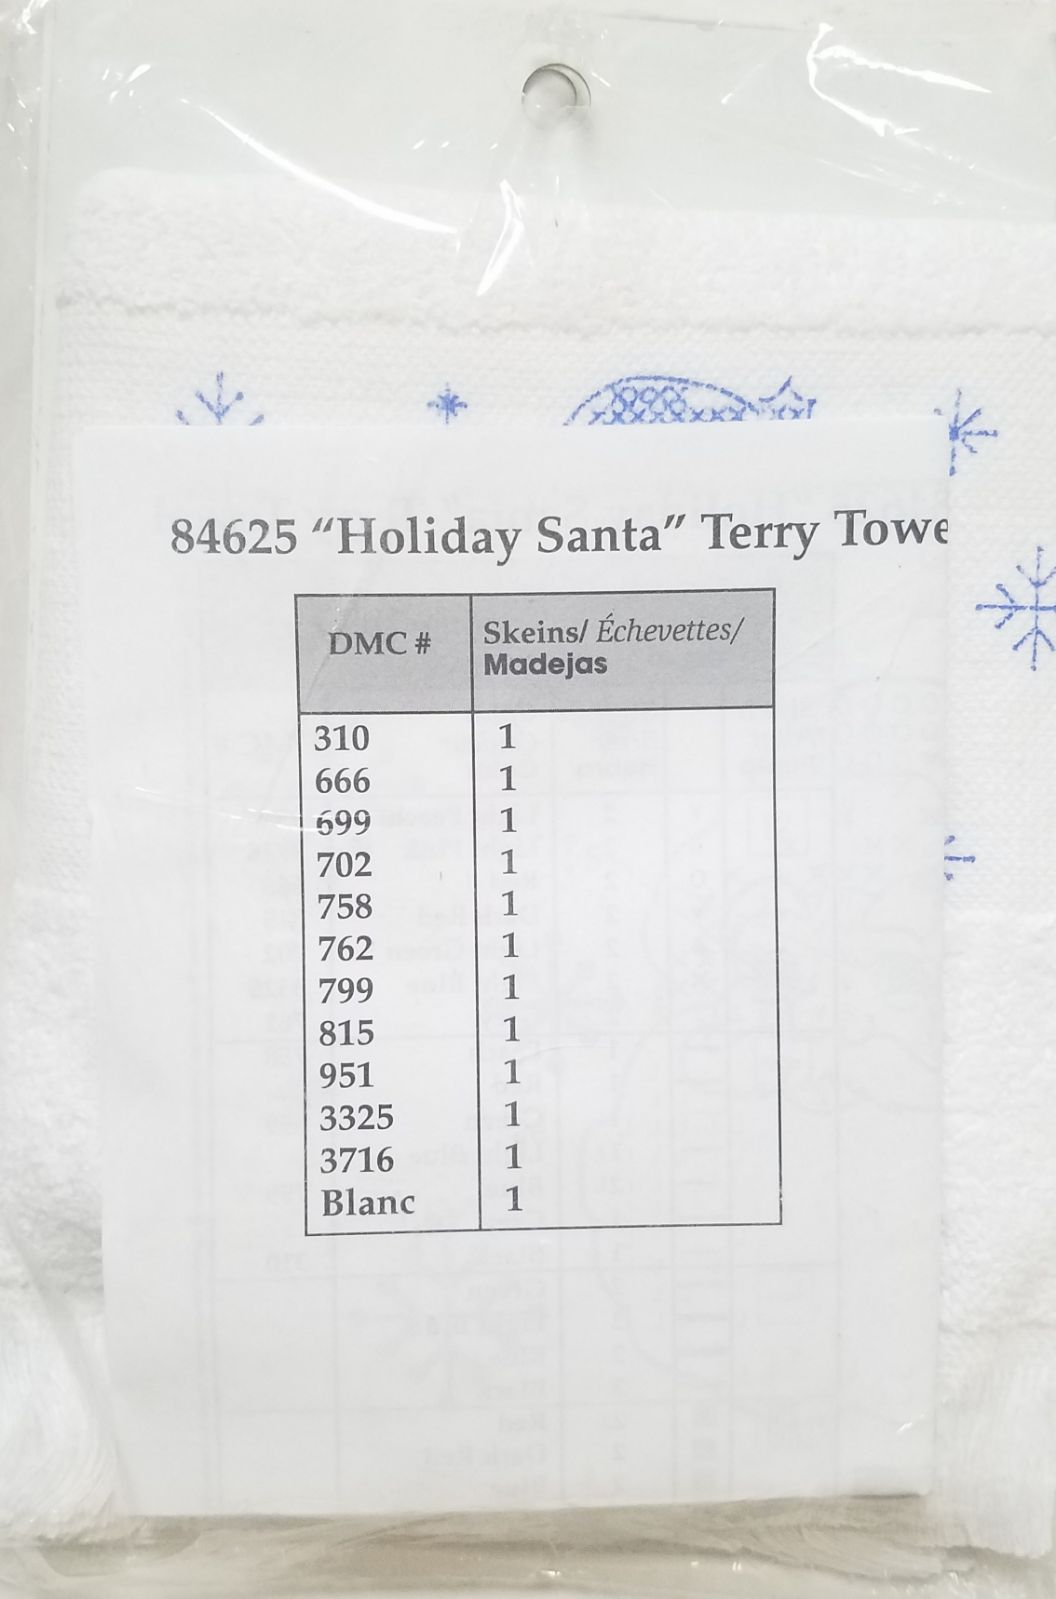 84625 “Holiday Santa” Terry Towe
DMC # Skeins/ Échevettes/
Madejas
310 1
666 1
699 1
702 1
758 1
762 1
799 1
815 1
951 1
3325 1
3716 1
Blanc 1